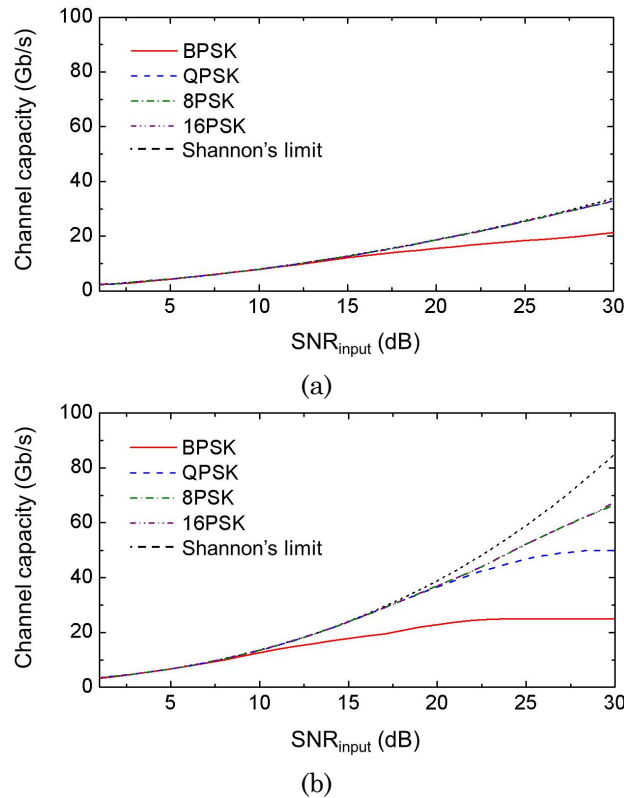 100
80
60
40
20
0
Channel capacity (Gb/s)
BPSK
QPSK
8PSK
16PSK
Shannon's limit
5 10 15 20 25 30
SNRinput (dB)
(a)
100
80
60
40
20
0
Channel capacity (Gb/s)
BPSK
QPSK
8PSK
16PSK
Shannon's limit
5 10 15 20 25 30
SNRinput (dB)
(b)